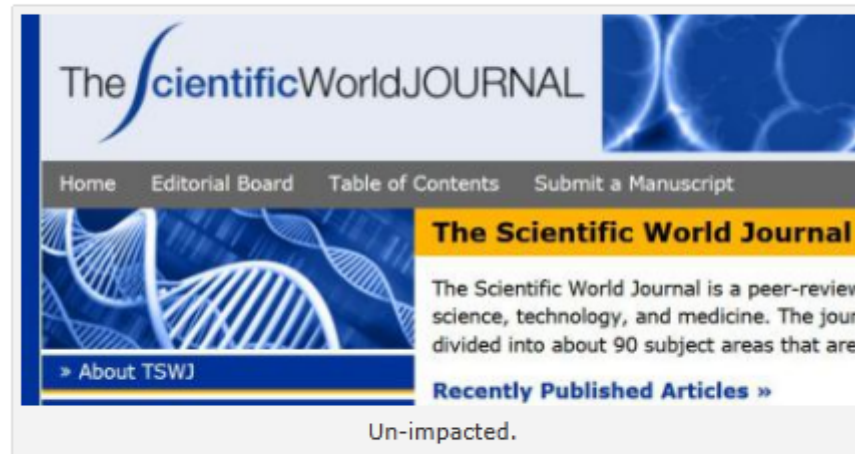 The ScientificWorldJOURNAL
Home Editorial Board Table of Contents Submit a Manuscript
The Scientific World Journal
The Scientific World Journal is a peer-review
science, technology, and medicine. The jour
divided into about 90 subject areas that are
» About TSWJ
Recently Published Articles »
Un-impacted.